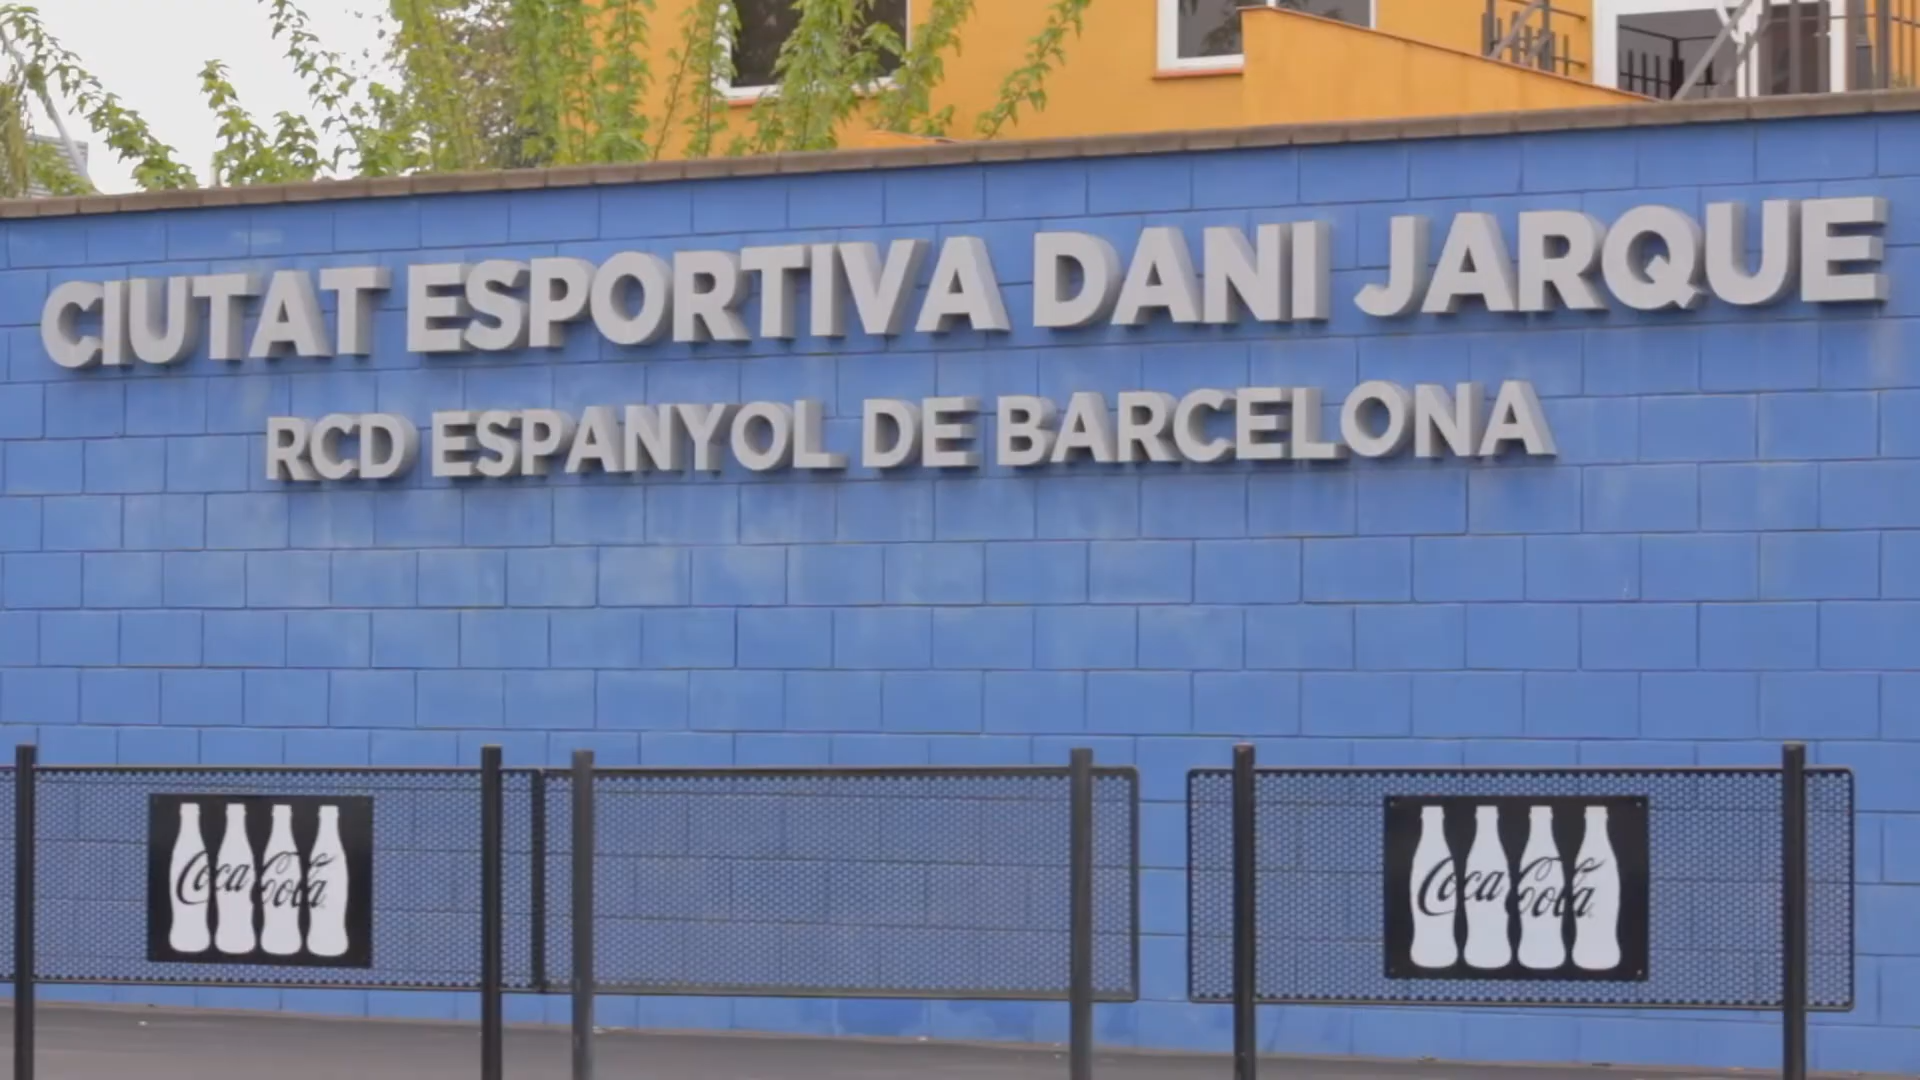 CIUTAT ESPORTIVA DANI JARQUE
RCD ESPANYOL DE BARCELONA
Coca Cola
Coca Cola